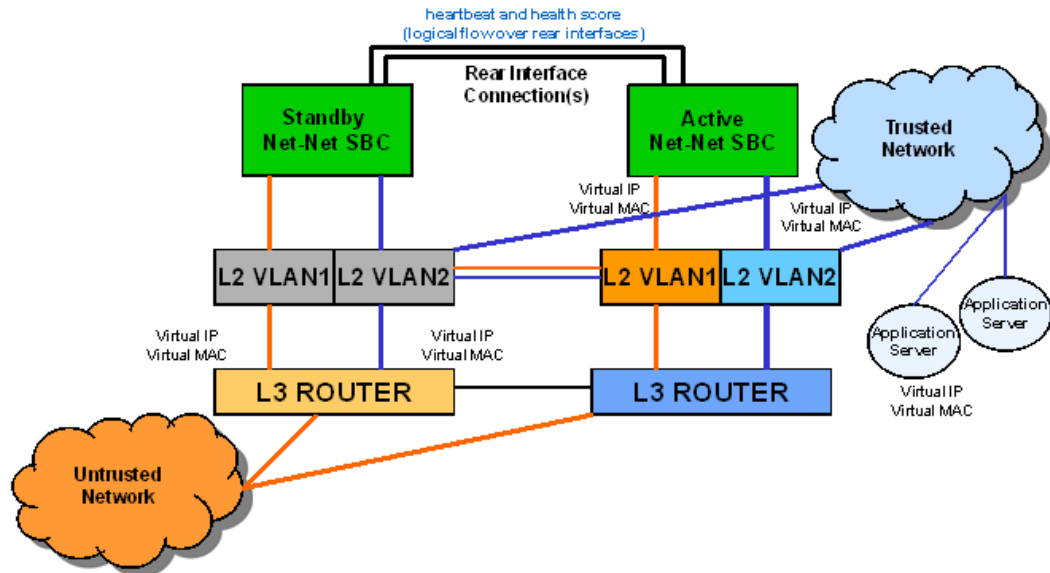 heartbeat and health score
(logical flowover rear interfaces)
Rear Interface
Connection(s)
Standby
Net-Net SBC
Active
Net-Net SBC
Trusted
Network
Virtual IP
Virtual MAC
Virtual IP
Virtual MAC
L2 VLAN1
L2 VLAN2
L2 VLAN1
L2 VLAN2
Application
Server
Application
Server
Virtual IP
Virtual MAC
Virtual IP
Virtual MAC
Virtual IP
Virtual MAC
L3 ROUTER
L3 ROUTER
Untrusted
Network